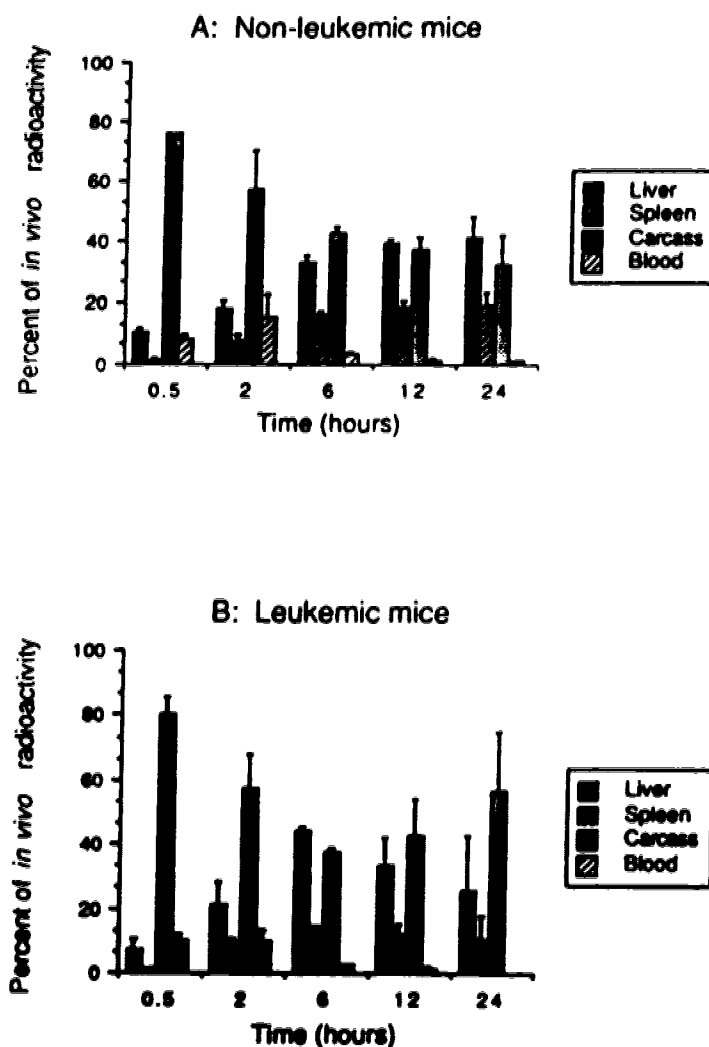 A: Non-leukemic mice
Percent of in vivo radioactivity
100
80
60
40
20
0
0.5 2 6 12 24
Time (hours)
Liver
Spleen
Carcass
Blood
B: Leukemic mice
Percent of in vivo radioactivity
100
80
60
40
20
0
0.5 2 6 12 24
Time (hours)
Liver
Spleen
Carcass
Blood